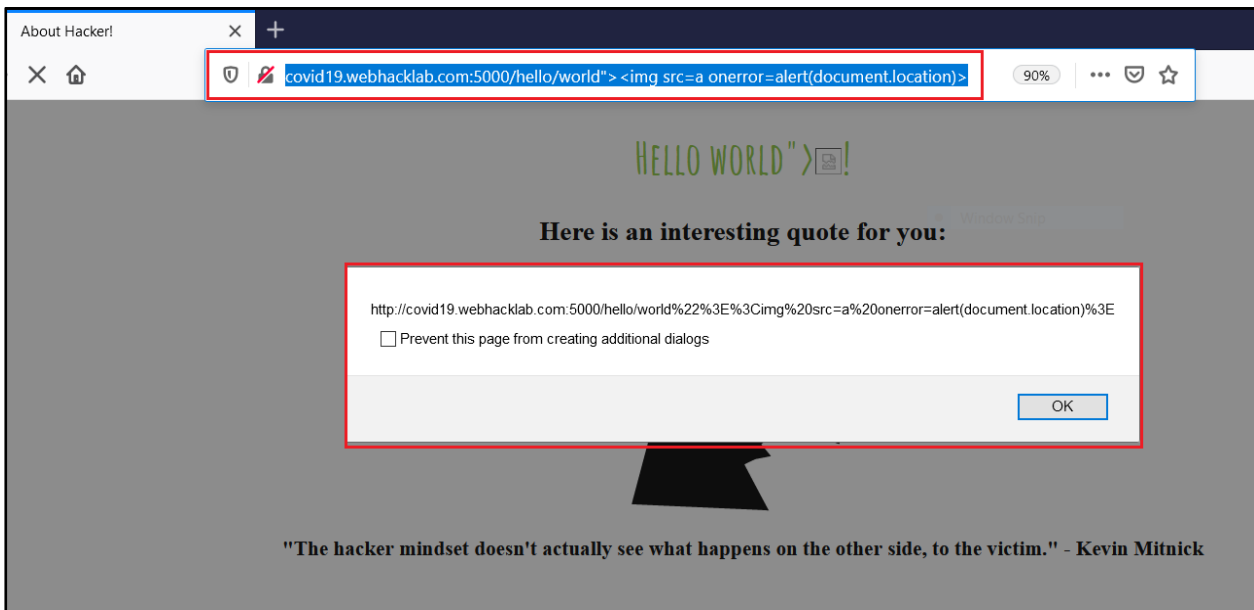 About Hacker!
covid19.webhacklab.com:5000/hello/world"><img src=a onerror=alert(document.location)>
90%
HELLO WORLD">!
Window Snip
Here is an interesting quote for you:
http://covid19.webhacklab.com:5000/hello/world%22%3E%3Cimg%20src=a%20onerror=alert(document.location)%3E
Prevent this page from creating additional dialogs
OK
"The hacker mindset doesn't actually see what happens on the other side, to the victim." - Kevin Mitnick